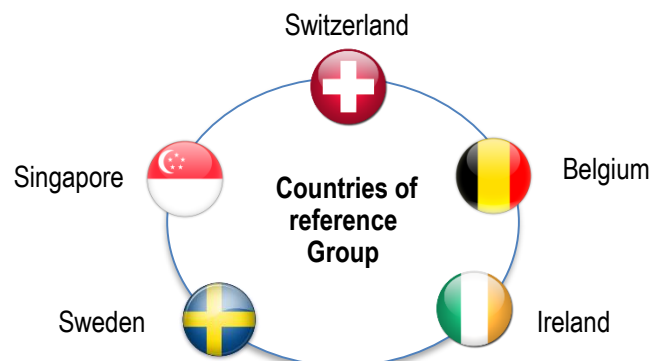 Switzerland
Singapore
Belgium
Countries of
reference
Group
Sweden
Ireland